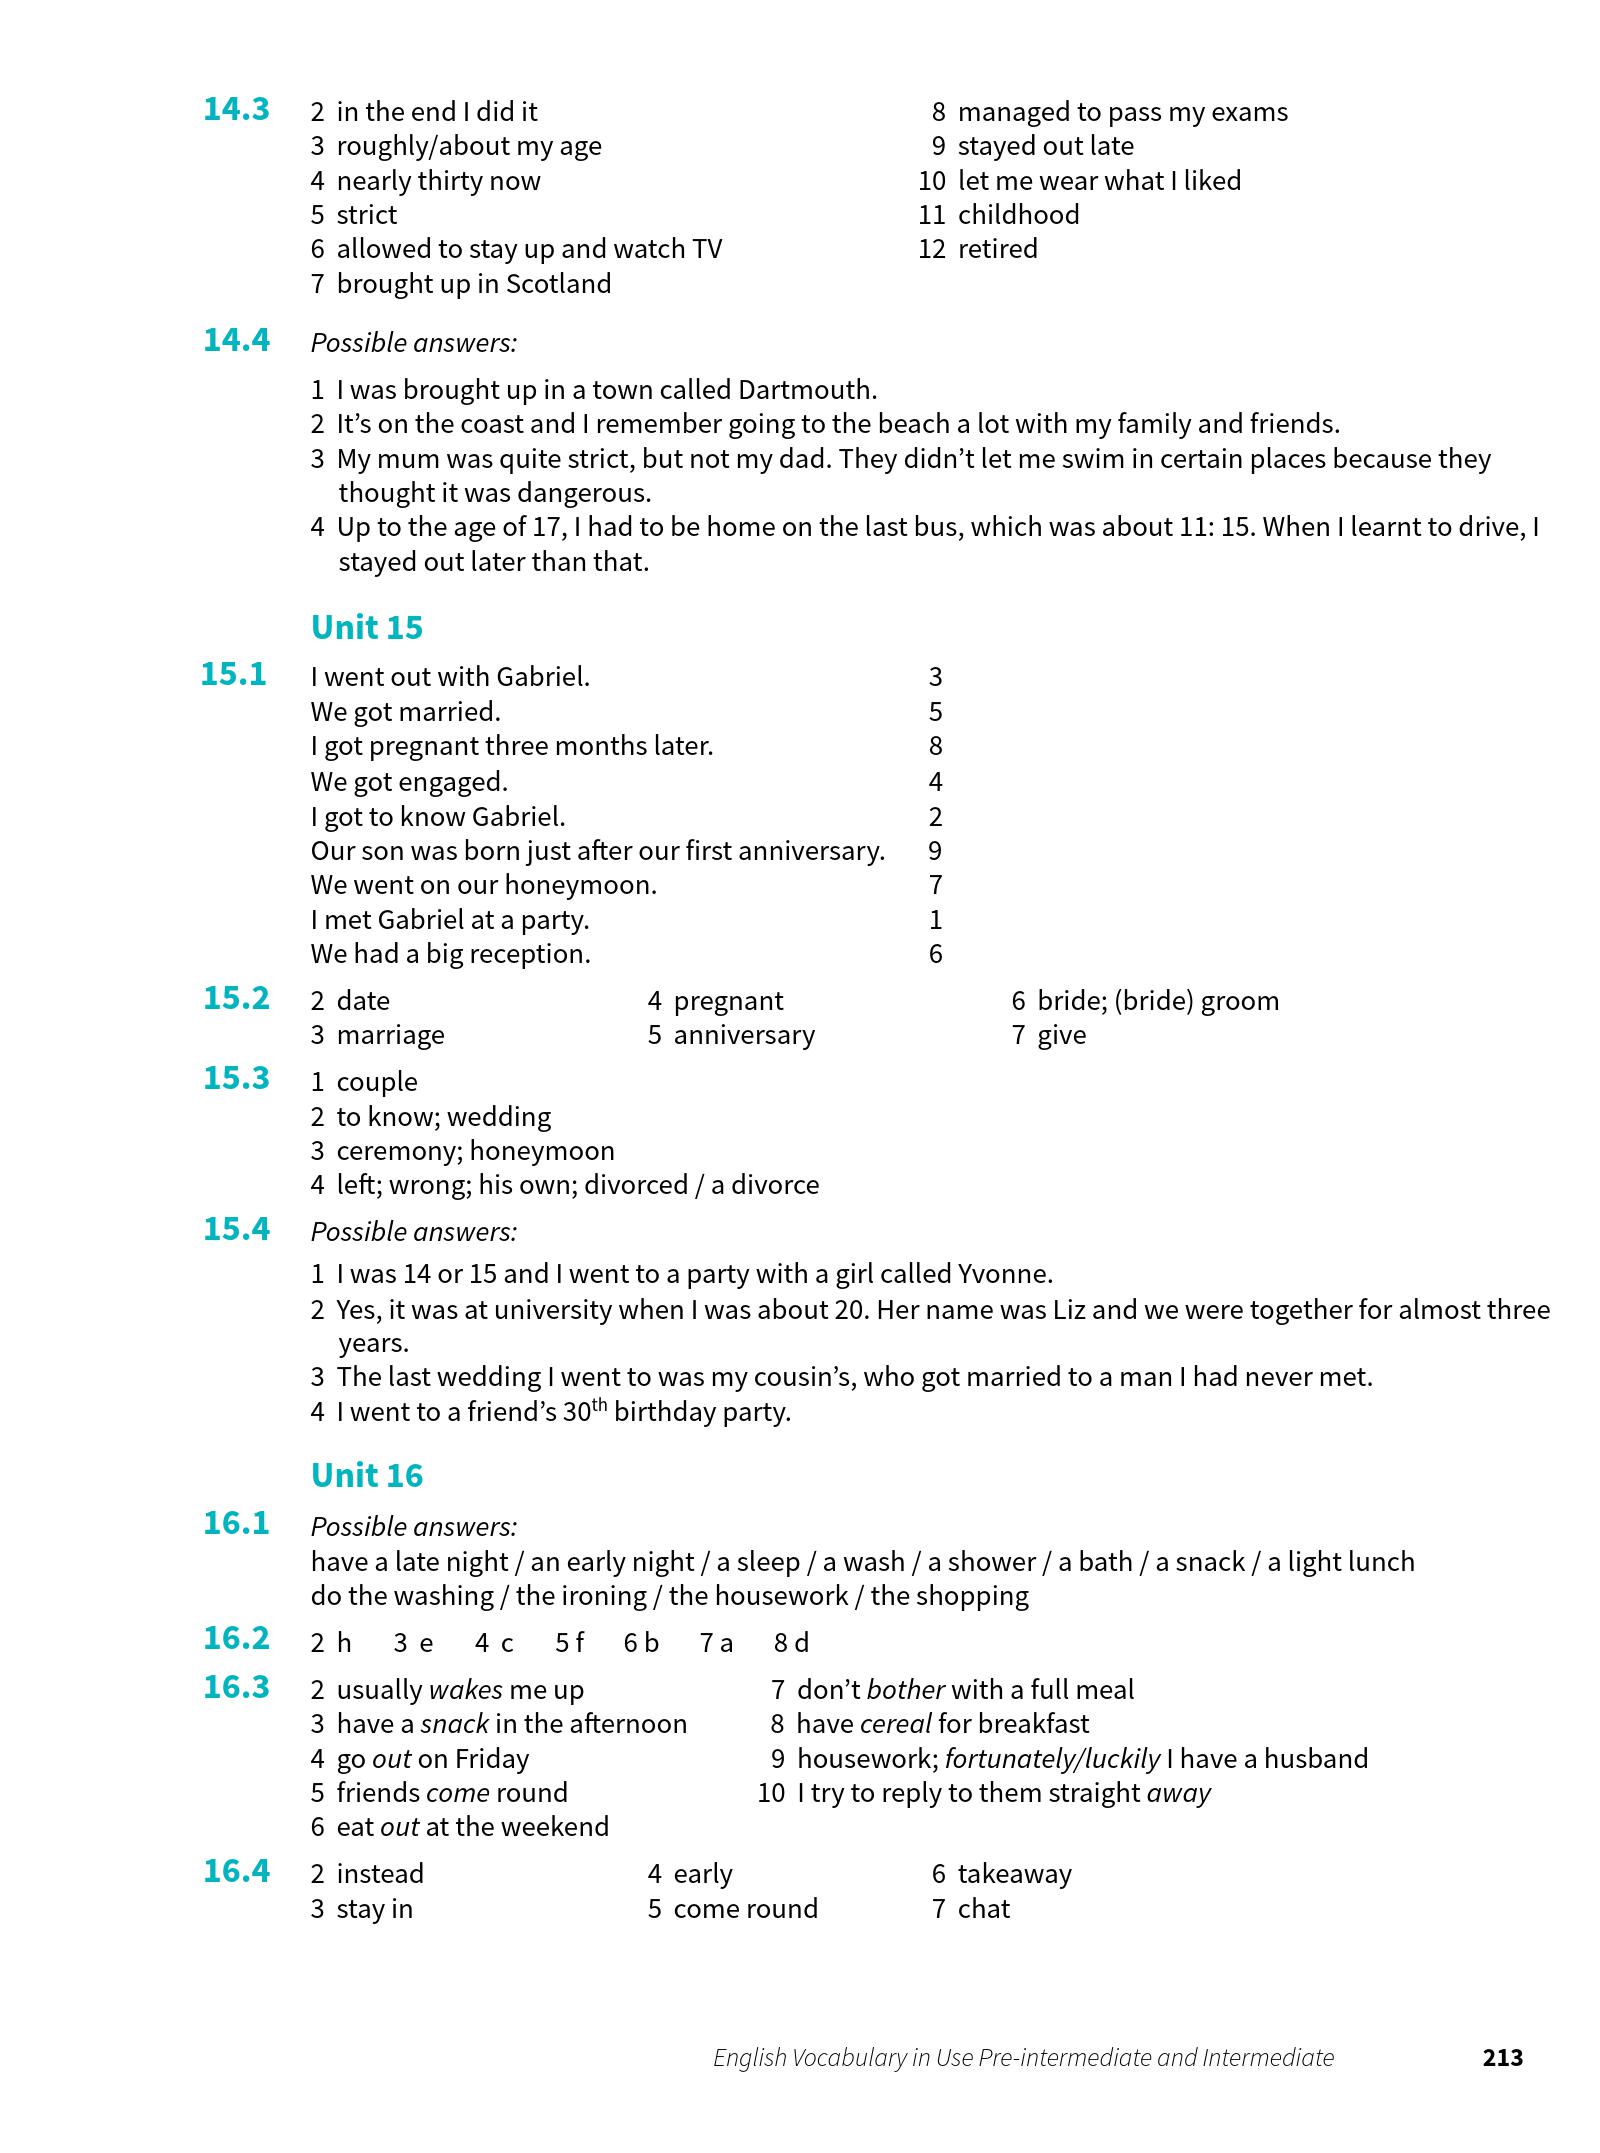 14.3
2 in the end I did it
3 roughly/about my age
4 nearly thirty now
5 strict
6 allowed to stay up and watch TV
7 brought up in Scotland
8 managed to pass my exams
9 stayed out late
10 let me wear what I liked
11 childhood
12 retired
14.4 Possible answers:
1 I was brought up in a town called Dartmouth.
2 It’s on the coast and I remember going to the beach a lot with my family and friends.
3 My mum was quite strict, but not my dad. They didn’t let me swim in certain places because they
thought it was dangerous.
4 Up to the age of 17, I had to be home on the last bus, which was about 11: 15. When I learnt to drive, I
stayed out later than that.
Unit 15
15.1 I went out with Gabriel. 3
We got married. 5
I got pregnant three months later. 8
We got engaged. 4
I got to know Gabriel. 2
Our son was born just after our first anniversary. 9
We went on our honeymoon. 7
I met Gabriel at a party. 1
We had a big reception. 6
15.2 2 date 4 pregnant 6 bride; (bride) groom
3 marriage 5 anniversary 7 give
15.3 1 couple
2 to know; wedding
3 ceremony; honeymoon
4 left; wrong; his own; divorced / a divorce
15.4 Possible answers:
1 I was 14 or 15 and I went to a party with a girl called Yvonne.
2 Yes, it was at university when I was about 20. Her name was Liz and we were together for almost three
years.
3 The last wedding I went to was my cousin’s, who got married to a man I had never met.
4 I went to a friend’s 30th birthday party.
Unit 16
16.1 Possible answers:
have a late night / an early night / a sleep / a wash / a shower / a bath / a snack / a light lunch
do the washing / the ironing / the housework / the shopping
16.2 2 h 3 e 4 c 5 f 6 b 7 a 8 d
16.3
2 usually wakes me up
3 have a snack in the afternoon
4 go out on Friday
5 friends come round
6 eat out at the weekend
7 don’t bother with a full meal
8 have cereal for breakfast
9 housework; fortunately/luckily I have a husband
10 I try to reply to them straight away
16.4 2 instead 4 early 6 takeaway
3 stay in 5 come round 7 chat
English Vocabulary in Use Pre-intermediate and Intermediate 213